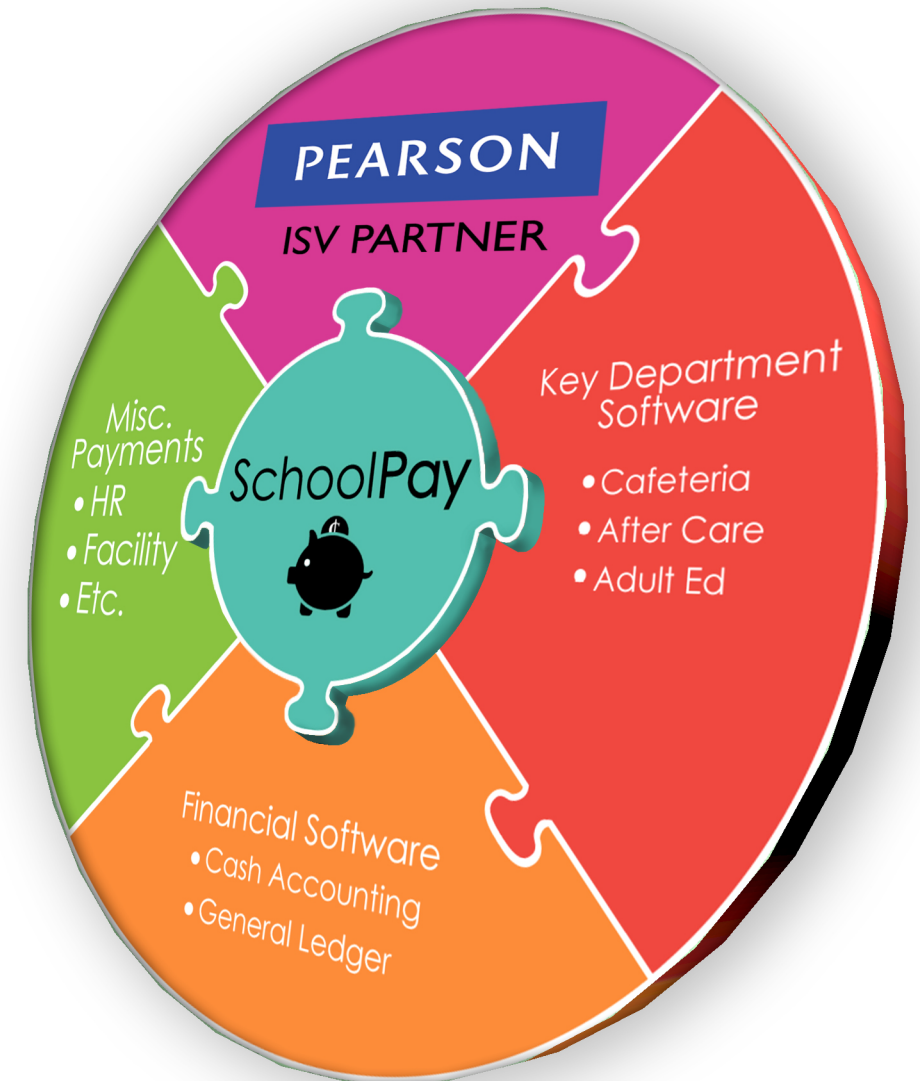 PEARSON
ISV PARTNER
Key Department
Software
• Cafeteria
• After Care
• Adult Ed
Misc.
Payments
• HR
• Facility
• Etc.
SchoolPay
¢
Financial Software
• Cash Accounting
• General Ledger